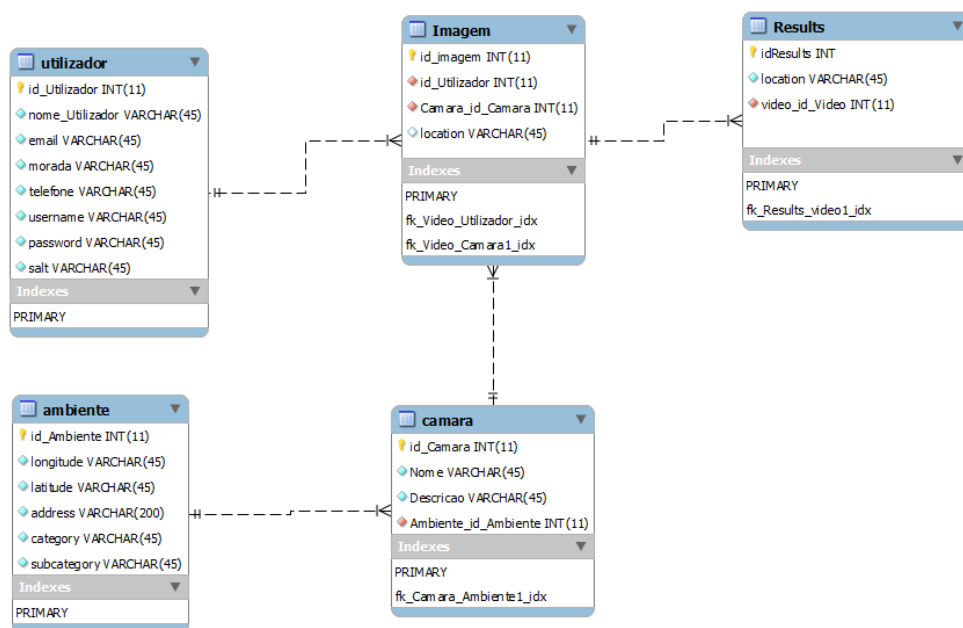 utilizador
id_Utilizador INT(11)
nome_Utilizador VARCHAR(45)
email VARCHAR(45)
morada VARCHAR(45)
telefone VARCHAR(45)
username VARCHAR(45)
password VARCHAR(45)
salt VARCHAR(45)
Indexes
PRIMARY
Imagem
id_imagem INT(11)
id_Utilizador INT(11)
Camara_id_Camara INT(11)
location VARCHAR(45)
Indexes
PRIMARY
fk_Video_Utilizador_idx
fk_Video_Camara1_idx
Results
idResults INT
location VARCHAR(45)
video_id_Video INT(11)
Indexes
PRIMARY
fk_Results_video1_idx
ambiente
id_Ambiente INT(11)
longitude VARCHAR(45)
latitude VARCHAR(45)
address VARCHAR(200)
category VARCHAR(45)
subcategory VARCHAR(45)
Indexes
PRIMARY
camara
id_Camara INT(11)
Nome VARCHAR(45)
Descricao VARCHAR(45)
Ambiente_id_Ambiente INT(11)
Indexes
PRIMARY
fk_Camara_Ambiente1_idx